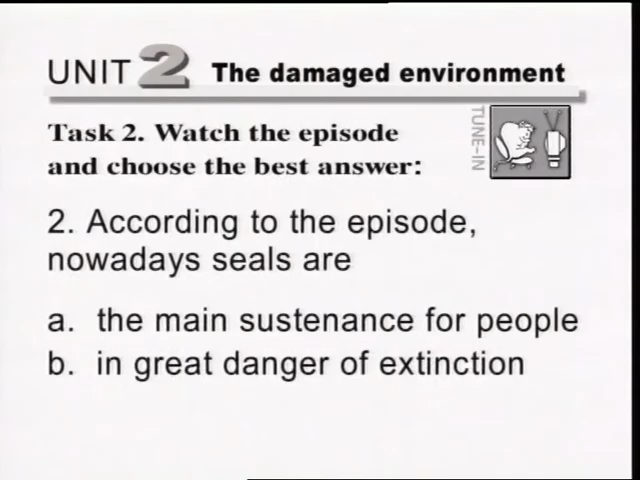 UNIT 2 The damaged environment
TUNE-IN
Task 2. Watch the episode
and choose the best answer:
2. According to the episode,
nowadays seals are
a. the main sustenance for people
b. in great danger of extinction